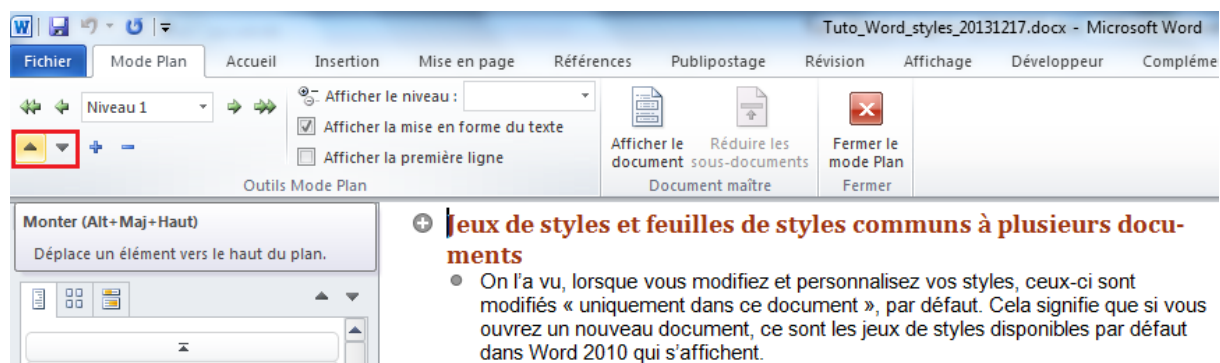 Tuto_Word_styles_20131217.docx - Microsoft Word
Fichier Mode Plan Accueil Insertion Mise en page Références Publipostage Révision Affichage Développeur Compléme
Niveau 1
Afficher le niveau :
Afficher la mise en forme du texte
Afficher la première ligne
Outils Mode Plan
Afficher le document
Réduire les sous-documents
Document maître
Fermer le mode Plan
Fermer
Monter (Alt+Maj+Haut)
Déplace un élément vers le haut du plan.
Jeux de styles et feuilles de styles communs à plusieurs docu-
ments
On l'a vu, lorsque vous modifiez et personnalisez vos styles, ceux-ci sont
modifiés « uniquement dans ce document », par défaut. Cela signifie que si vous
ouvrez un nouveau document, ce sont les jeux de styles disponibles par défaut
dans Word 2010 qui s'affichent.